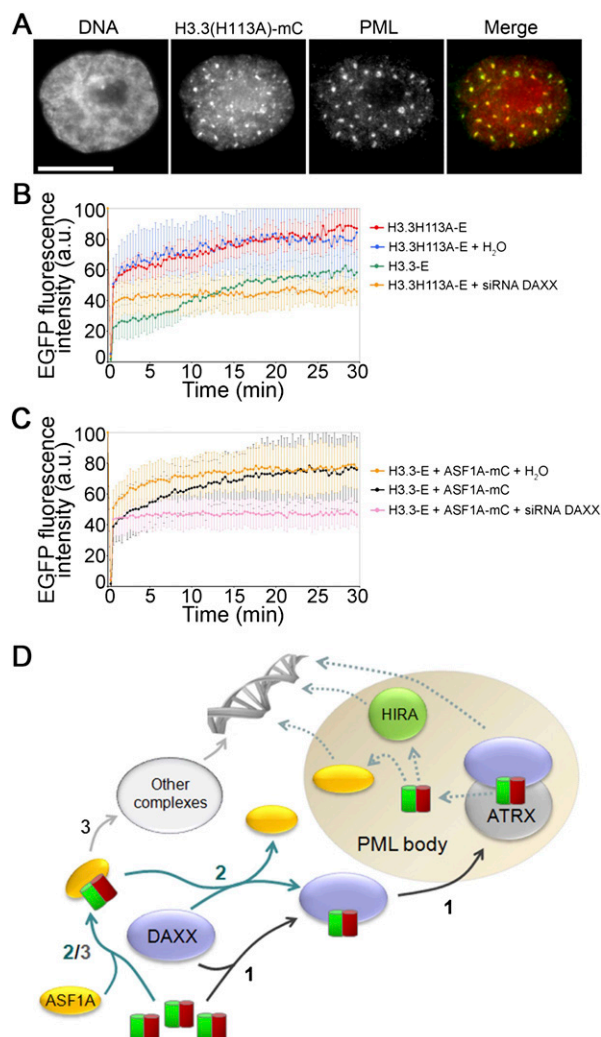 A
DNA H3.3(H113A)-mC PML Merge
B
EGFP fluorescence
intensity (a.u.)
100
80
60
40
20
0
5 10 15 20 25 30
Time (min)
H3.3H113A-E
H3.3H113A-E + H₂O
H3.3-E
H3.3H113A-E + siRNA DAXX
C
EGFP fluorescence
intensity (a.u.)
100
80
60
40
20
0
5 10 15 20 25 30
Time (min)
H3.3-E + ASF1A-mC + H₂O
H3.3-E + ASF1A-mC
H3.3-E + ASF1A-mC + siRNA DAXX
D
HIRA
Other
complexes
ATRX
PML body
3
2
1
DAXX
2/3
1
ASF1A